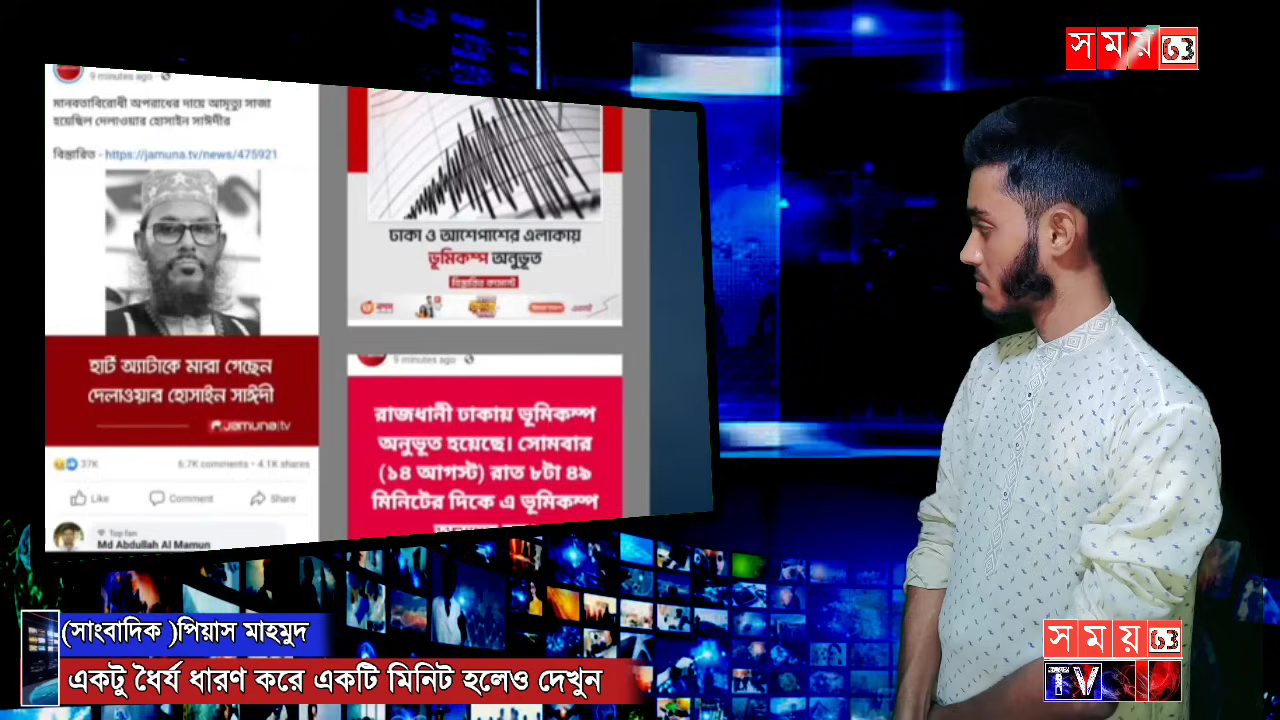 সময় ৫৩
9 minutes ago
মানবতাবিরোধী অপরাধের দায়ে আমৃত্যু সাজা
হয়েছিল দেলাওয়ার হোসাইন সাঈদীর
বিস্তারিত - https://jamuna.tv/news/475921
হার্ট অ্যাটাকে মারা গেছেন
দেলাওয়ার হোসাইন সাঈদী
Jamuna.tv
37K 6.7K comments • 4.1K shares
Like Comment Share
Top fan
Md Abdullah Al Mamun
ঢাকা ও আশেপাশের এলাকায়
ভূমিকম্প অনুভূত
বিস্তারিত কমেন্টে
9 minutes ago
রাজধানী ঢাকায় ভূমিকম্প
অনুভূত হয়েছে। সোমবার
(১৪ আগস্ট) রাত ৮টা ৪৯
মিনিটের দিকে এ ভূমিকম্প
(সাংবাদিক )পিয়াস মাহমুদ
একটু ধৈর্য ধারণ করে একটি মিনিট হলেও দেখুন
সময় ৫৩
TV